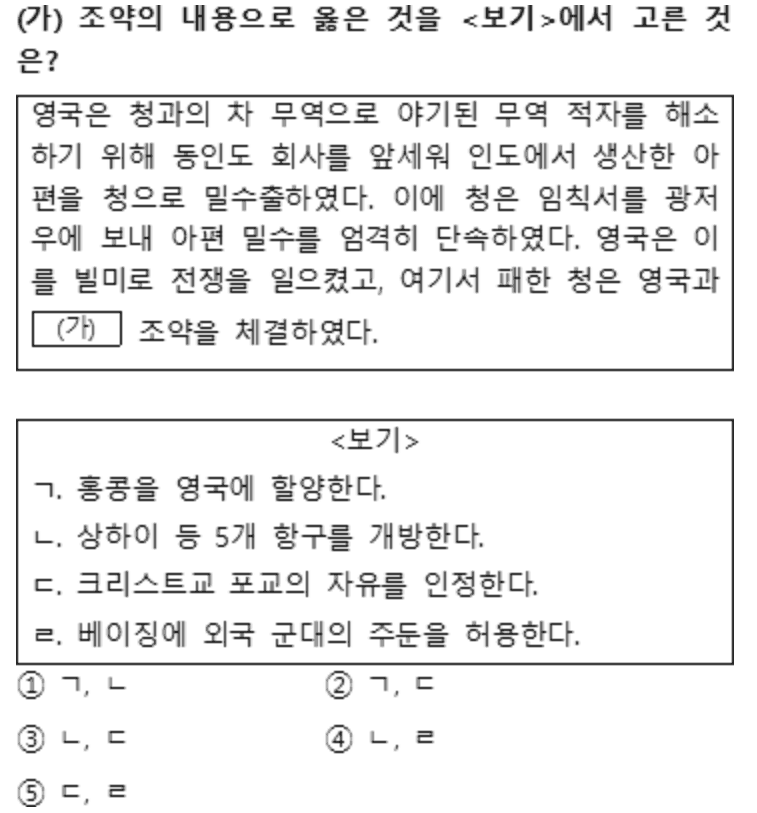 (가) 조약의 내용으로 옳은 것을 <보기>에서 고른 것
은?
영국은 청과의 차 무역으로 야기된 무역 적자를 해소
하기 위해 동인도 회사를 앞세워 인도에서 생산한 아
편을 청으로 밀수출하였다. 이에 청은 임칙서를 광저
우에 보내 아편 밀수를 엄격히 단속하였다. 영국은 이
를 빌미로 전쟁을 일으켰고, 여기서 패한 청은 영국과
(가) 조약을 체결하였다.
<보기>
ㄱ. 홍콩을 영국에 할양한다.
ㄴ. 상하이 등 5개 항구를 개방한다.
ㄷ. 크리스트교 포교의 자유를 인정한다.
ㄹ. 베이징에 외국 군대의 주둔을 허용한다.
① ㄱ, ㄴ ② ㄱ, ㄷ
③ ㄴ, ㄷ ④ ㄴ, ㄹ
⑤ ㄷ, ㄹ